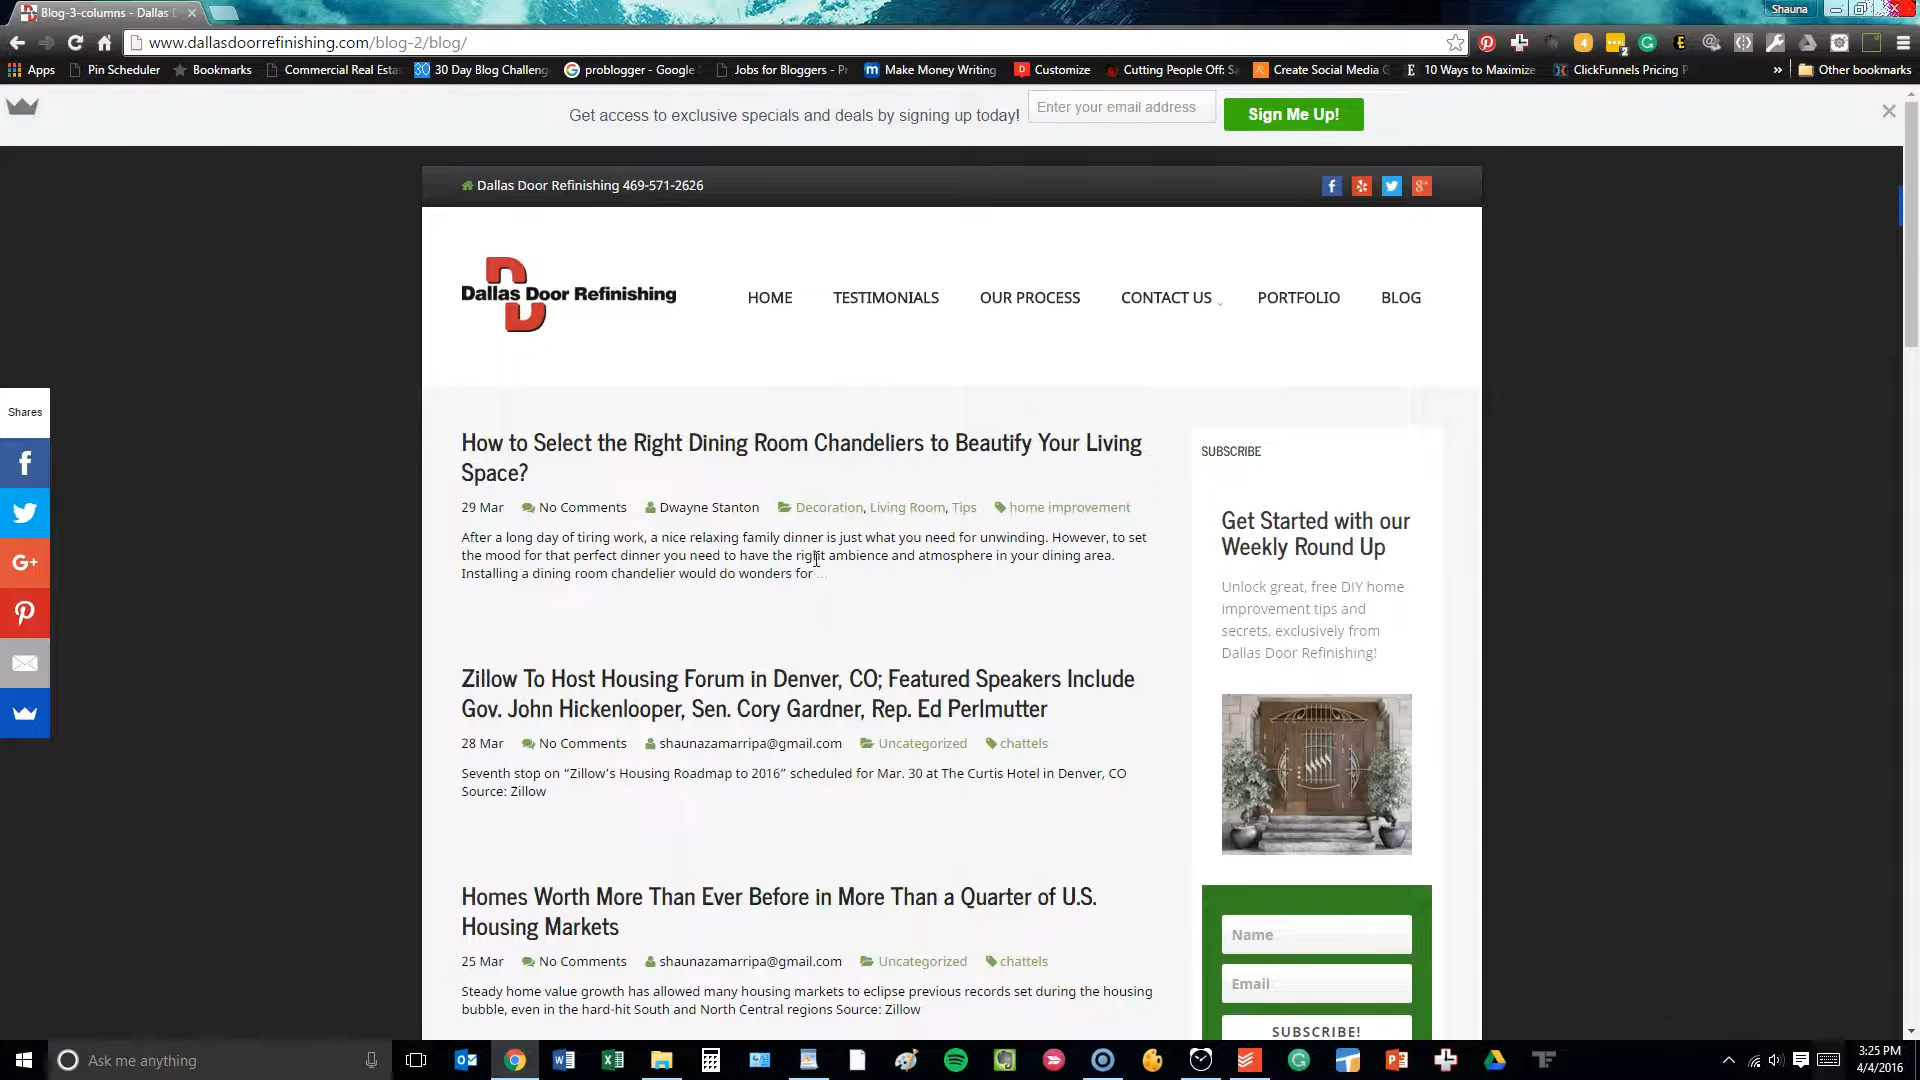 Blog-3-columns - Dallas D
Shauna
www.dallasdoorrefinishing.com/blog-2/blog/
Apps
Pin Scheduler
Bookmarks
Commercial Real Esta
30 Day Blog Challeng
problogger - Google
Jobs for Bloggers - Pr
Make Money Writing
Customize
Cutting People Off: Sa
Create Social Media G
10 Ways to Maximize
ClickFunnels Pricing P
»
Other bookmarks
Get access to exclusive specials and deals by signing up today!
Enter your email address
Sign Me Up!
Dallas Door Refinishing 469-571-2626
Dallas Door Refinishing
HOME
TESTIMONIALS
OUR PROCESS
CONTACT US
PORTFOLIO
BLOG
Shares
How to Select the Right Dining Room Chandeliers to Beautify Your Living
Space?
29 Mar No Comments Dwayne Stanton Decoration, Living Room, Tips home improvement
After a long day of tiring work, a nice relaxing family dinner is just what you need for unwinding. However, to set
the mood for that perfect dinner you need to have the right ambience and atmosphere in your dining area.
Installing a dining room chandelier would do wonders for ...
Zillow To Host Housing Forum in Denver, CO; Featured Speakers Include
Gov. John Hickenlooper, Sen. Cory Gardner, Rep. Ed Perlmutter
28 Mar No Comments shaunazamarripa@gmail.com Uncategorized chattels
Seventh stop on “Zillow’s Housing Roadmap to 2016” scheduled for Mar. 30 at The Curtis Hotel in Denver, CO
Source: Zillow
Homes Worth More Than Ever Before in More Than a Quarter of U.S.
Housing Markets
25 Mar No Comments shaunazamarripa@gmail.com Uncategorized chattels
Steady home value growth has allowed many housing markets to eclipse previous records set during the housing
bubble, even in the hard-hit South and North Central regions Source: Zillow
SUBSCRIBE
Get Started with our
Weekly Round Up
Unlock great, free DIY home
improvement tips and
secrets, exclusively from
Dallas Door Refinishing!
Name
Email
SUBSCRIBE!
Ask me anything
3:25 PM
4/4/2016